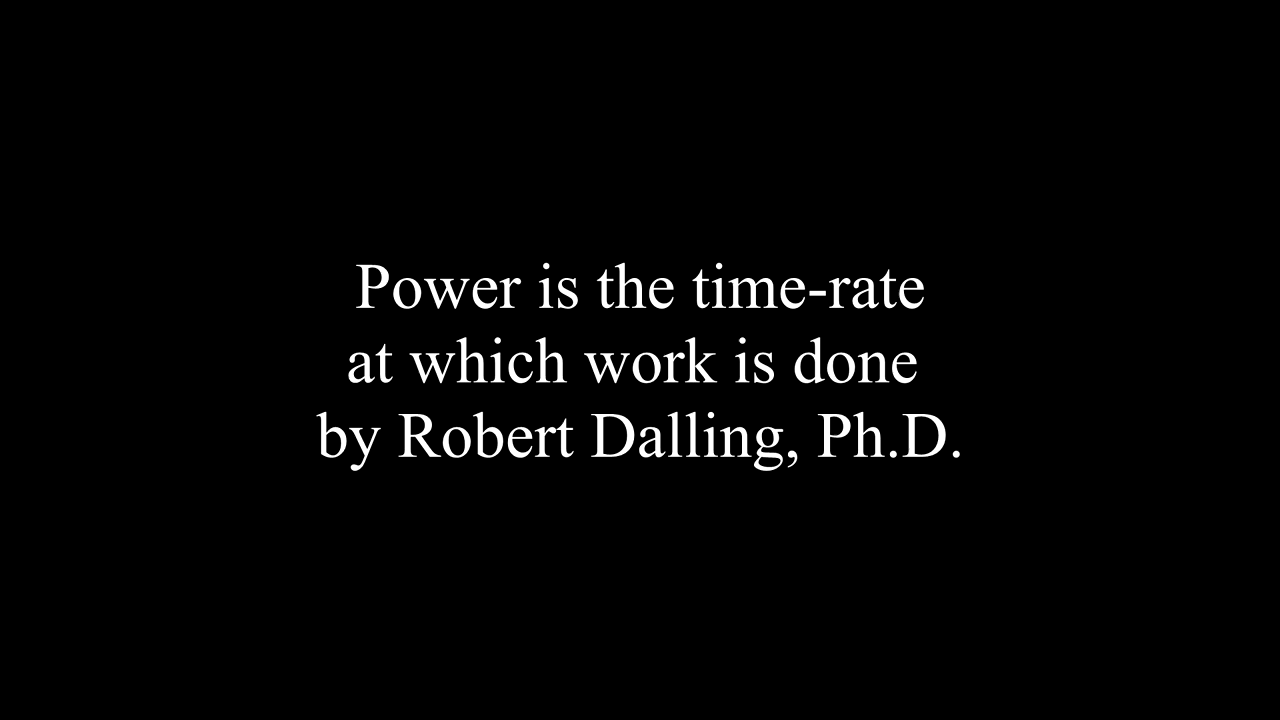 Power is the time-rate
at which work is done
by Robert Dalling, Ph.D.